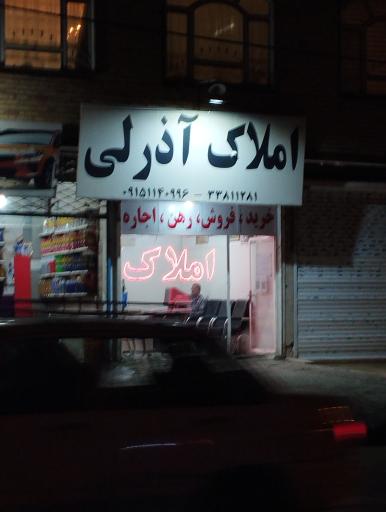 املاک آذرلی
۰۹۱۵۱۱۴۰۹۹۶ - ۳۳۸۱۱۲۸۱
خرید ، فروش، رهن ، اجاره
املاک